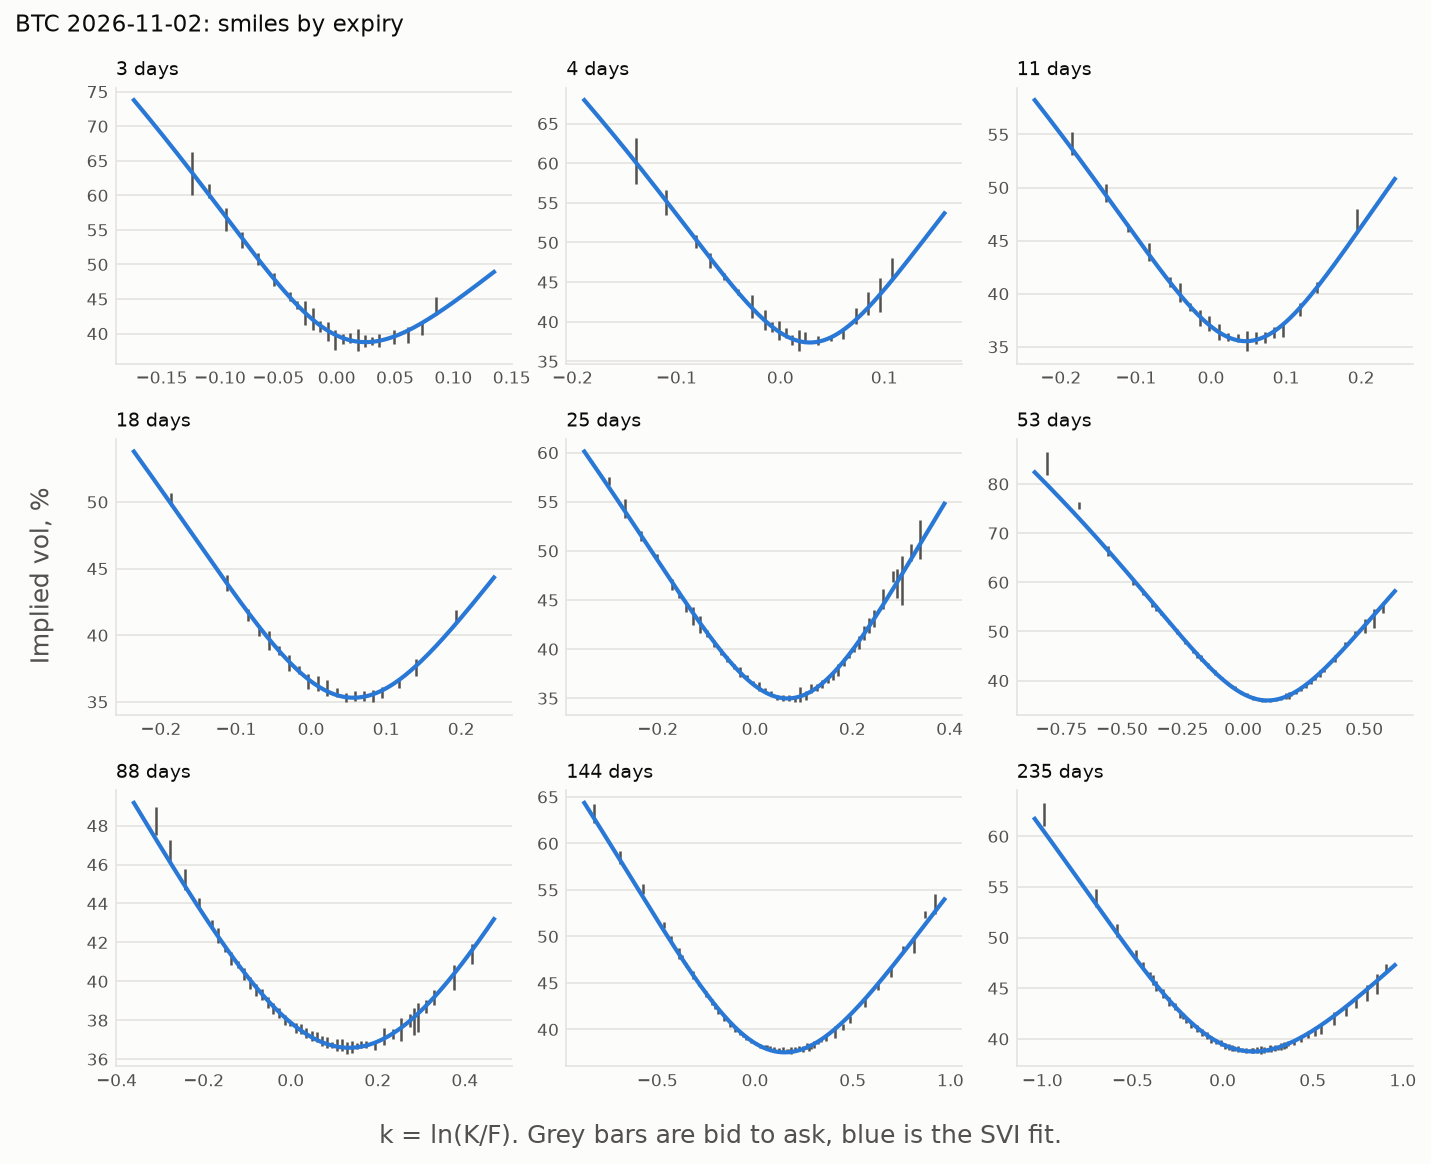 BTC 2026-11-02: smiles by expiry
3 days
4 days
11 days
75
70
65
60
55
50
45
40
65
60
55
50
45
40
35
55
50
45
40
35
−0.15 −0.10 −0.05 0.00 0.05 0.10 0.15
−0.2 −0.1 0.0 0.1
−0.2 −0.1 0.0 0.1 0.2
18 days
25 days
53 days
Implied vol, %
50
45
40
35
60
55
50
45
40
35
80
70
60
50
40
−0.2 −0.1 0.0 0.1 0.2
−0.2 0.0 0.2 0.4
−0.75 −0.50 −0.25 0.00 0.25 0.50
88 days
144 days
235 days
48
46
44
42
40
38
36
65
60
55
50
45
40
60
55
50
45
40
−0.4 −0.2 0.0 0.2 0.4
−0.5 0.0 0.5 1.0
−1.0 −0.5 0.0 0.5 1.0
k = ln(K/F). Grey bars are bid to ask, blue is the SVI fit.